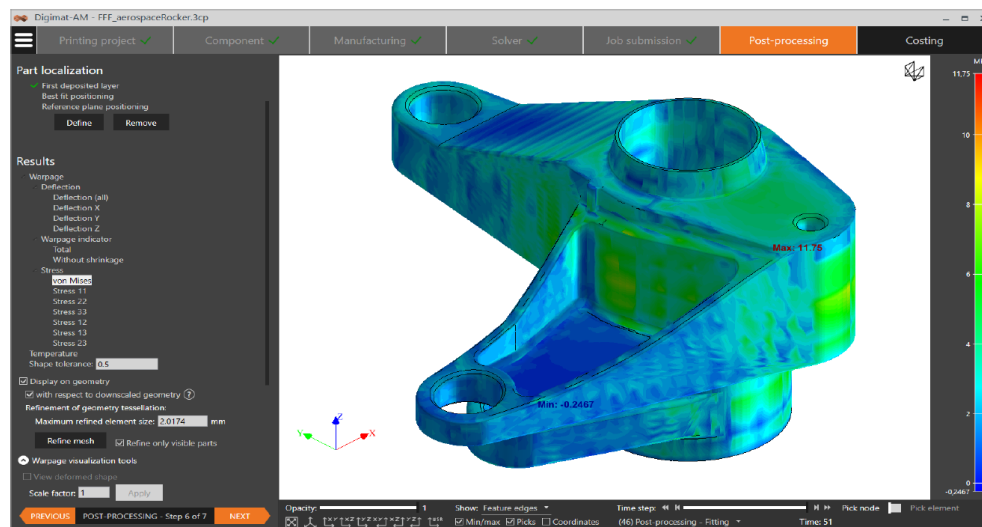 Digimat-AM - FFF_aerospaceRocker.3cp
Printing project
Component
Manufacturing
Solver
Job submission
Post-processing
Costing
Part localization
First deposited layer
Best fit positioning
Reference plane positioning
Define
Remove
Results
Warpage
Deflection
Deflection (all)
Deflection X
Deflection Y
Deflection Z
Warpage indicator
Total
Without shrinkage
Stress
von Mises
Stress 11
Stress 22
Stress 33
Stress 12
Stress 13
Stress 23
Temperature
Shape tolerance: 0.5
Display on geometry
with respect to downscaled geometry ?
Refinement of geometry tessellation:
Maximum refined element size: 2.0174 mm
Refine mesh
Refine only visible parts
Warpage visualization tools
View deformed shape
Scale factor: 1 Apply
PREVIOUS POST-PROCESSING - Step 6 of 7 NEXT
Max: 11.75
Min: -0.2467
Z
Y
X
11,75
10
8
6
4
2
0
-0,2467
Opacity: 1 Show: Feature edges Time step: Pick node Pick element
Min/max Picks Coordinates (46) Post-processing - Fitting Time: 51